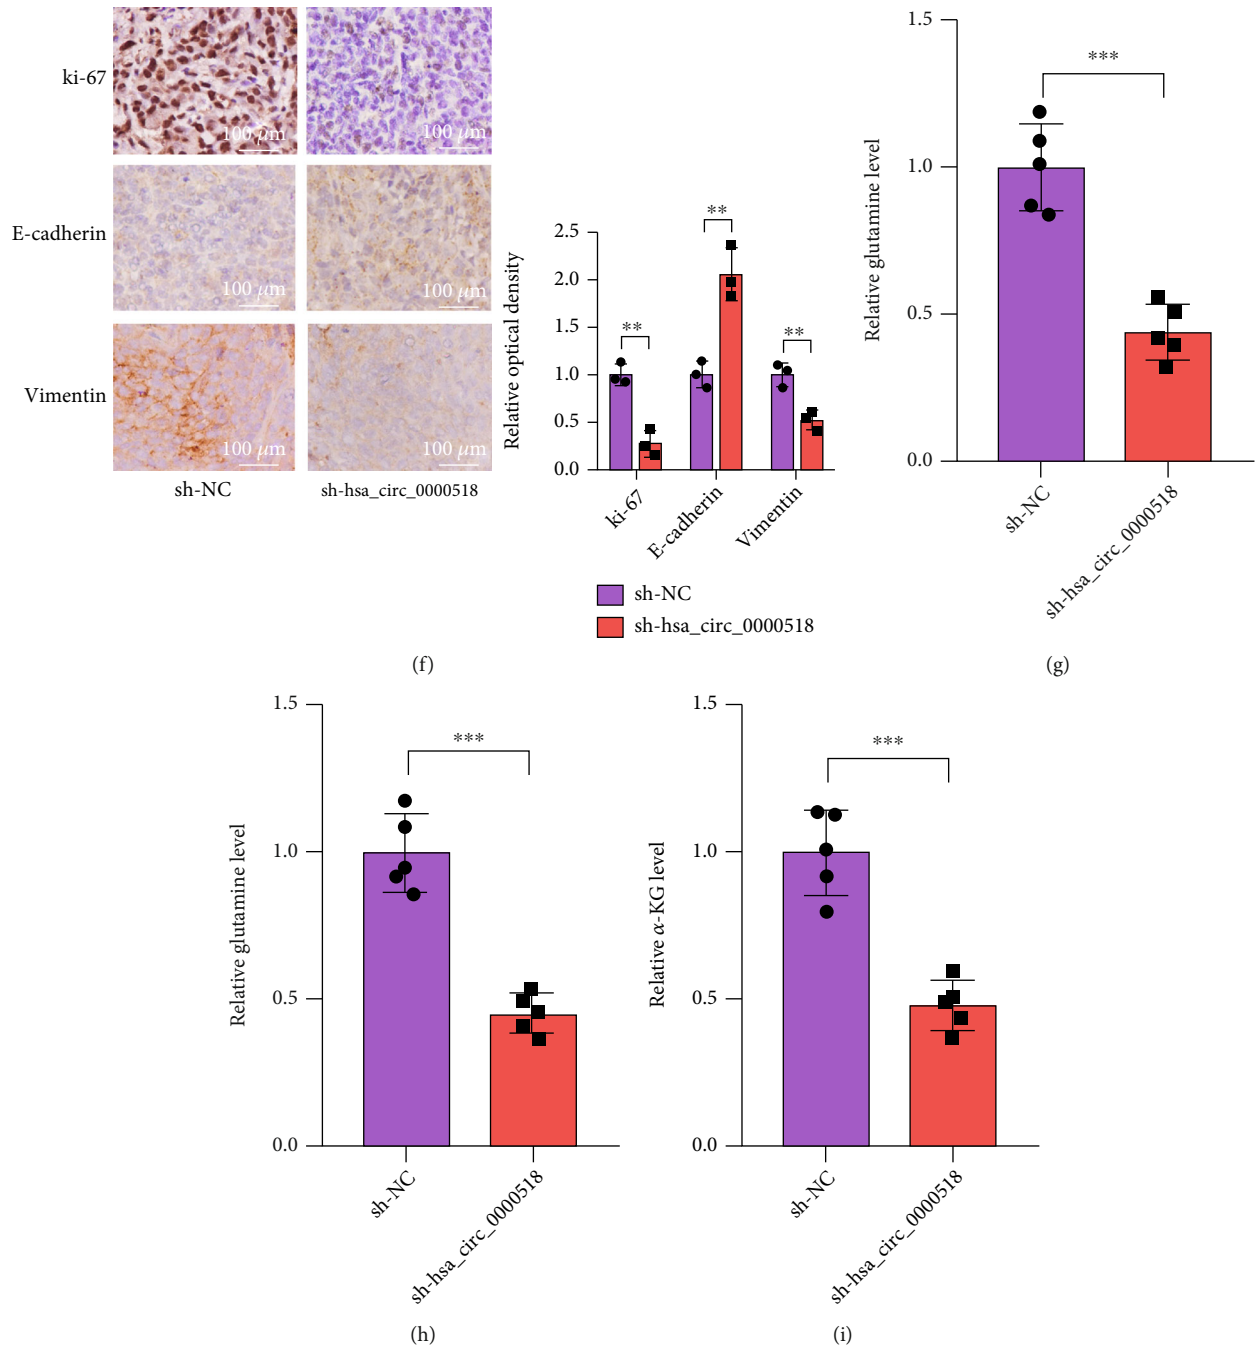 ki-67
100 μm
100 μm
E-cadherin
100 μm
100 μm
Vimentin
100 μm
100 μm
sh-NC
sh-hsa_circ_0000518
Relative optical density
2.5
2.0
1.5
1.0
0.5
0.0
**
**
**
ki-67
E-cadherin
Vimentin
sh-NC
sh-hsa_circ_0000518
(f)
Relative glutamine level
1.5
1.0
0.5
0.0
***
sh-NC
sh-hsa_circ_0000518
(g)
Relative glutamine level
1.5
1.0
0.5
0.0
***
sh-NC
sh-hsa_circ_0000518
(h)
Relative α-KG level
1.5
1.0
0.5
0.0
***
sh-NC
sh-hsa_circ_0000518
(i)